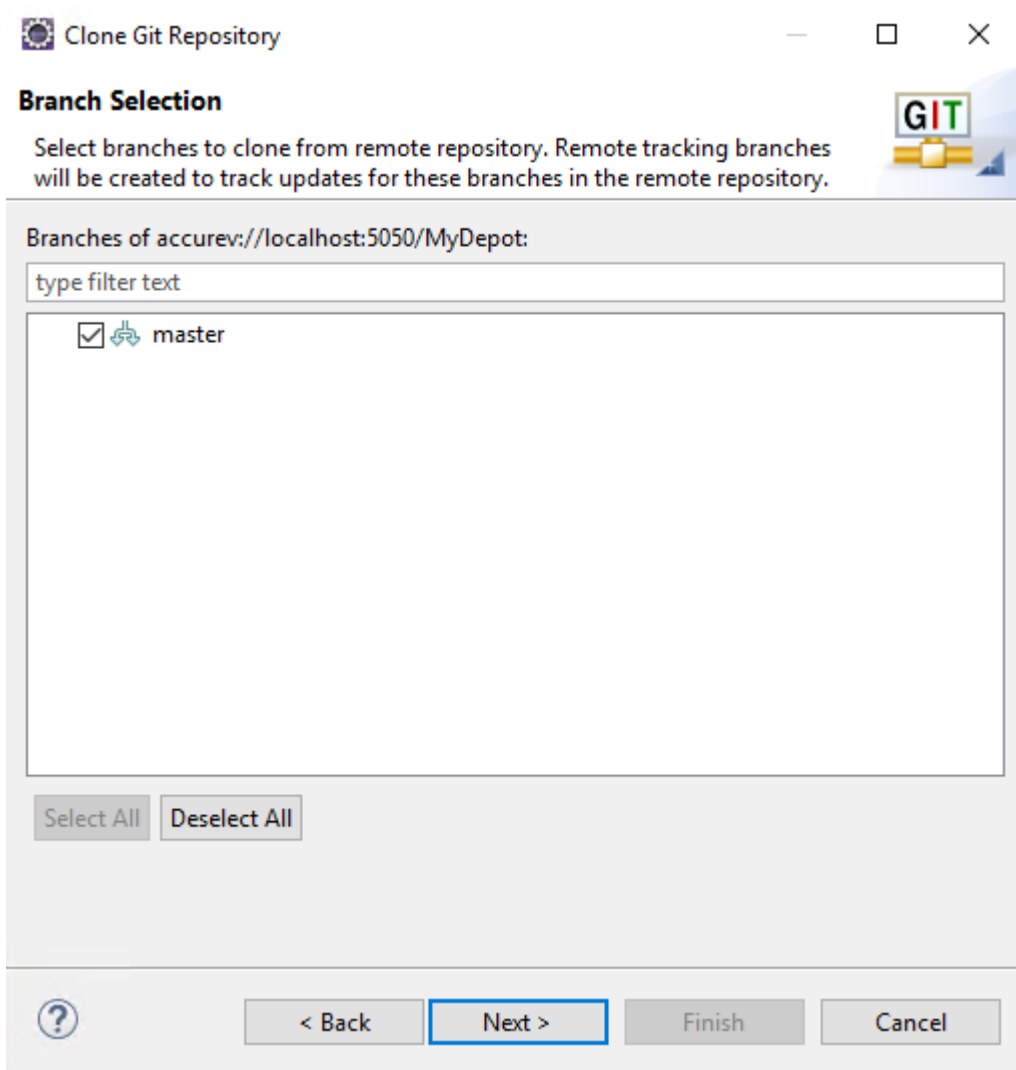 Clone Git Repository
Branch Selection
GIT
Select branches to clone from remote repository. Remote tracking branches
will be created to track updates for these branches in the remote repository.
Branches of accurev://localhost:5050/MyDepot:
type filter text
master
Select All
Deselect All
?
< Back
Next >
Finish
Cancel